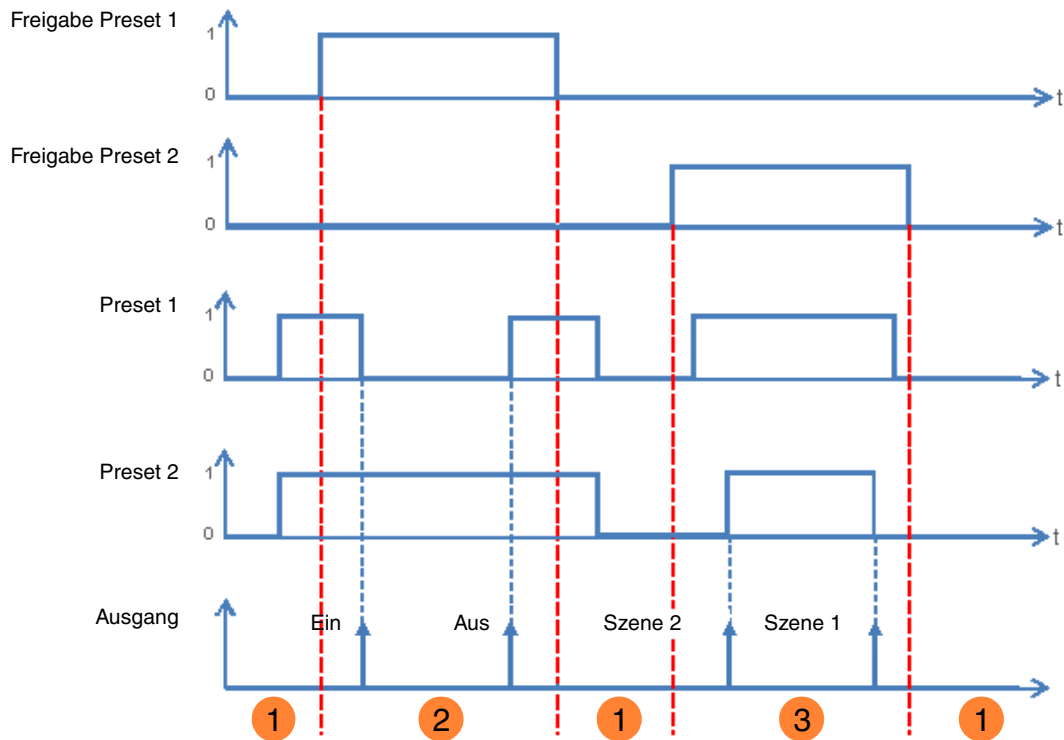 Freigabe Preset 1
1
0
t
Freigabe Preset 2
1
0
t
Preset 1
1
0
t
Preset 2
1
0
t
Ausgang
Ein
Aus
Szene 2
Szene 1
1
2
1
3
1